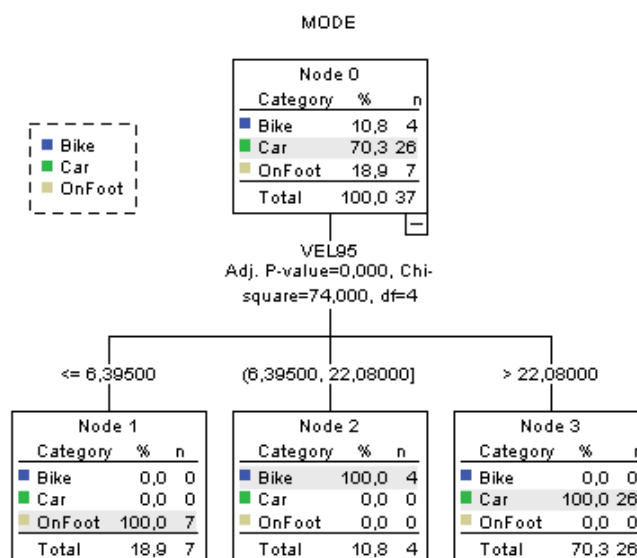 MODE
Node 0
Category % n
Bike 10,8 4
Car 70,3 26
OnFoot 18,9 7
Total 100,0 37
Bike
Car
OnFoot
VEL95
Adj. P-value=0,000, Chi-
square=74,000, df=4
<= 6,39500
(6,39500, 22,08000]
> 22,08000
Node 1
Category % n
Bike 0,0 0
Car 0,0 0
OnFoot 100,0 7
Total 18,9 7
Node 2
Category % n
Bike 100,0 4
Car 0,0 0
OnFoot 0,0 0
Total 10,8 4
Node 3
Category % n
Bike 0,0 0
Car 100,0 26
OnFoot 0,0 0
Total 70,3 26